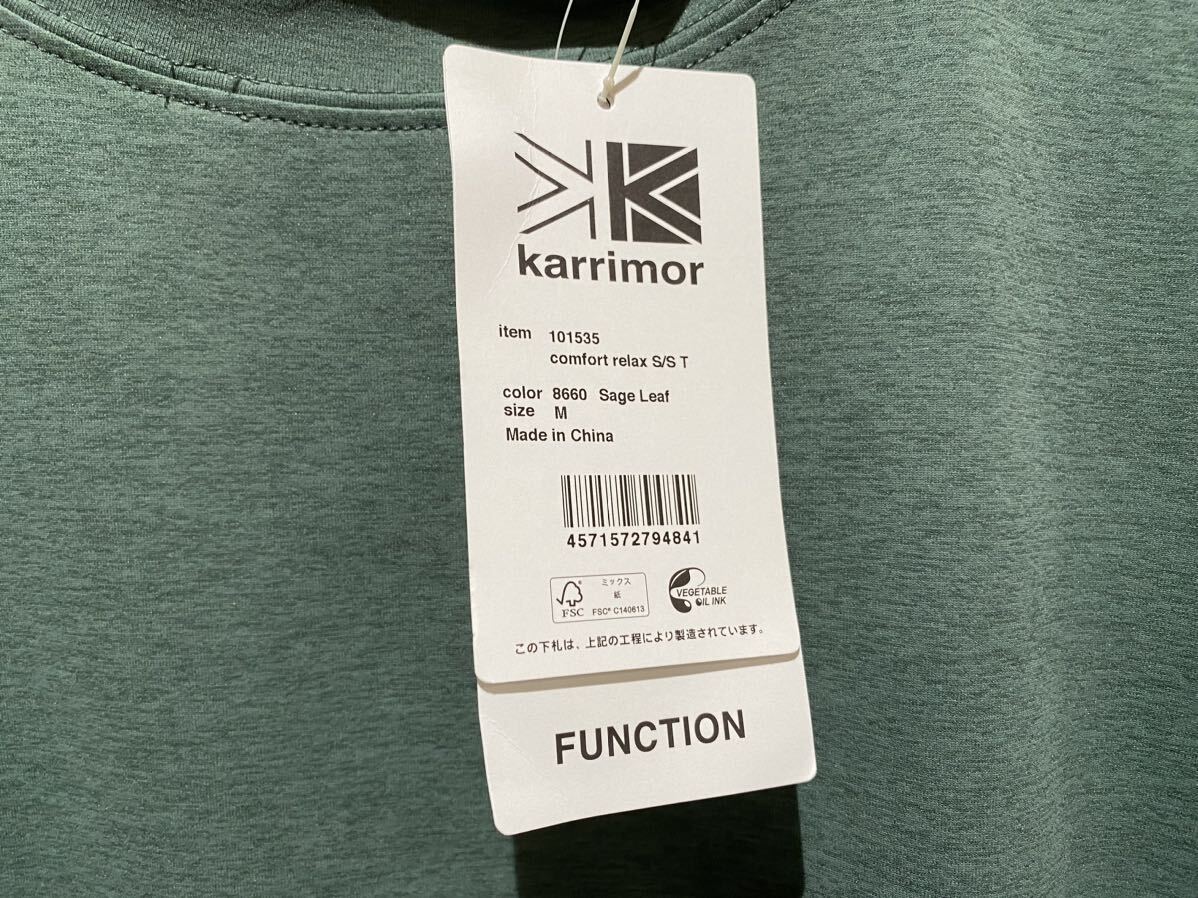 karrimor
item 101535
comfort relax S/S T
color 8660 Sage Leaf
size M
Made in China
4571572794841
ミックス
紙
FSC® C140613
FSC
VEGETABLE
OIL INK
この下札は、上記の工程により製造されています。
FUNCTION